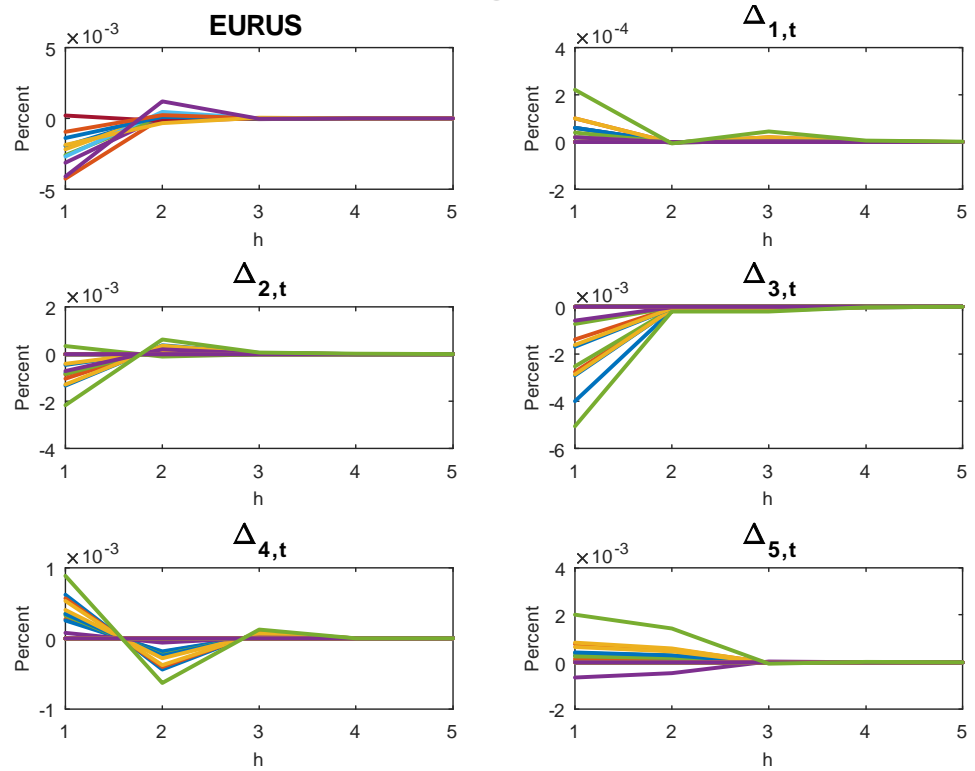 EURUS
×10⁻³
Percent
5
0
-5
1 2 3 4 5
h
Δ₁,ₜ
×10⁻⁴
Percent
4
2
0
-2
1 2 3 4 5
h
Δ₂,ₜ
×10⁻³
Percent
2
0
-2
-4
1 2 3 4 5
h
Δ₃,ₜ
×10⁻³
Percent
0
-2
-4
-6
1 2 3 4 5
h
Δ₄,ₜ
×10⁻³
Percent
1
0
-1
1 2 3 4 5
h
Δ₅,ₜ
×10⁻³
Percent
4
2
0
-2
1 2 3 4 5
h